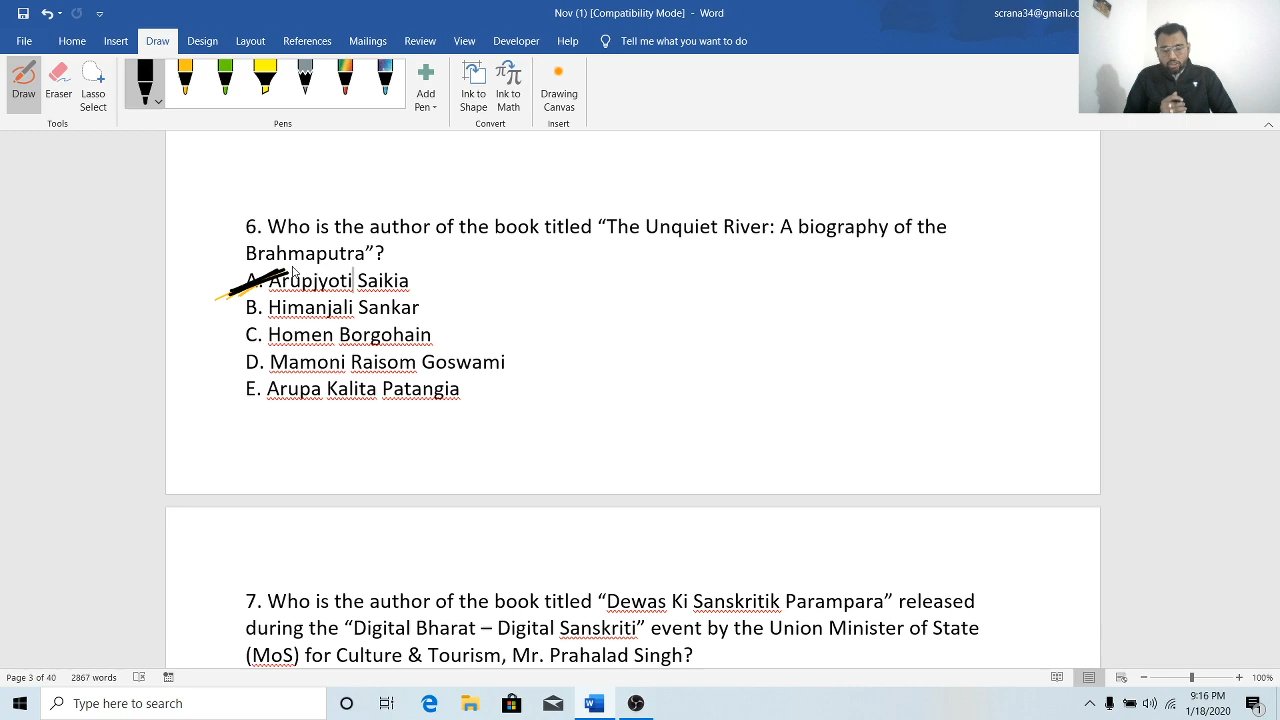 Nov (1) [Compatibility Mode] - Word
scrana34@gmail.co
File Home Insert Draw Design Layout References Mailings Review View Developer Help Tell me what you want to do
Draw Eraser Lasso Select Add Pen Ink to Shape Ink to Math Drawing Canvas
Tools Pens Convert Insert
6. Who is the author of the book titled “The Unquiet River: A biography of the
Brahmaputra”?
A. Arupjyoti Saikia
B. Himanjali Sankar
C. Homen Borgohain
D. Mamoni Raisom Goswami
E. Arupa Kalita Patangia
7. Who is the author of the book titled “Dewas Ki Sanskritik Parampara” released
during the “Digital Bharat – Digital Sanskriti” event by the Union Minister of State
(MoS) for Culture & Tourism, Mr. Prahalad Singh?
Page 3 of 40 2867 words 100%
Type here to search
9:16 PM
1/18/2020